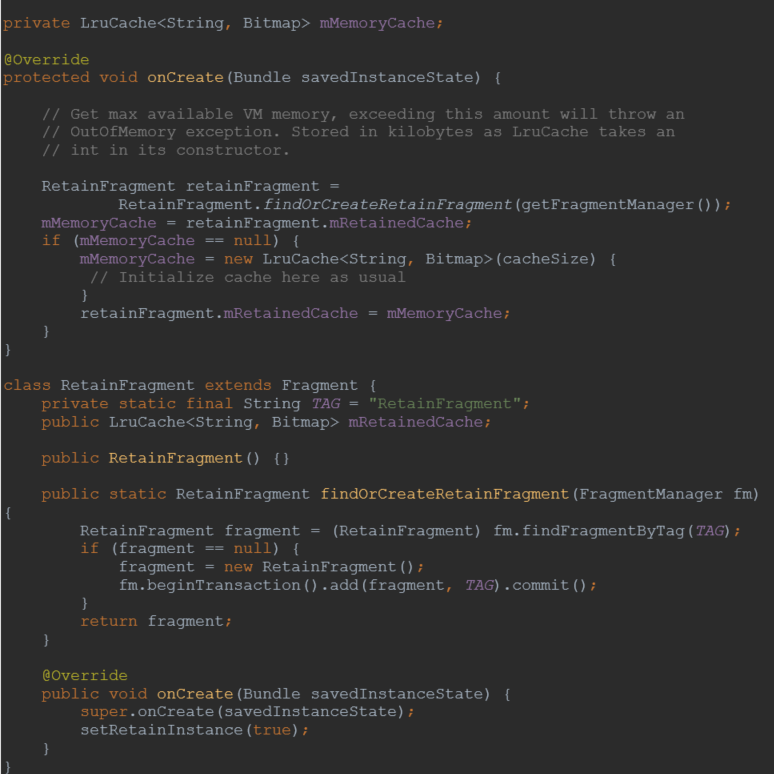 private LruCache<String, Bitmap> mMemoryCache;
@Override
protected void onCreate(Bundle savedInstanceState) {
// Get max available VM memory, exceeding this amount will throw an
// OutOfMemory exception. Stored in kilobytes as LruCache takes an
// int in its constructor.
RetainFragment retainFragment =
RetainFragment.findOrCreateRetainFragment(getFragmentManager());
mMemoryCache = retainFragment.mRetainedCache;
if (mMemoryCache == null) {
mMemoryCache = new LruCache<String, Bitmap>(cacheSize) {
// Initialize cache here as usual
}
retainFragment.mRetainedCache = mMemoryCache;
}
}
class RetainFragment extends Fragment {
private static final String TAG = "RetainFragment";
public LruCache<String, Bitmap> mRetainedCache;
public RetainFragment() {}
public static RetainFragment findOrCreateRetainFragment(FragmentManager fm)
{
RetainFragment fragment = (RetainFragment) fm.findFragmentByTag(TAG);
if (fragment == null) {
fragment = new RetainFragment();
fm.beginTransaction().add(fragment, TAG).commit();
}
return fragment;
}
@Override
public void onCreate(Bundle savedInstanceState) {
super.onCreate(savedInstanceState);
setRetainInstance(true);
}
}